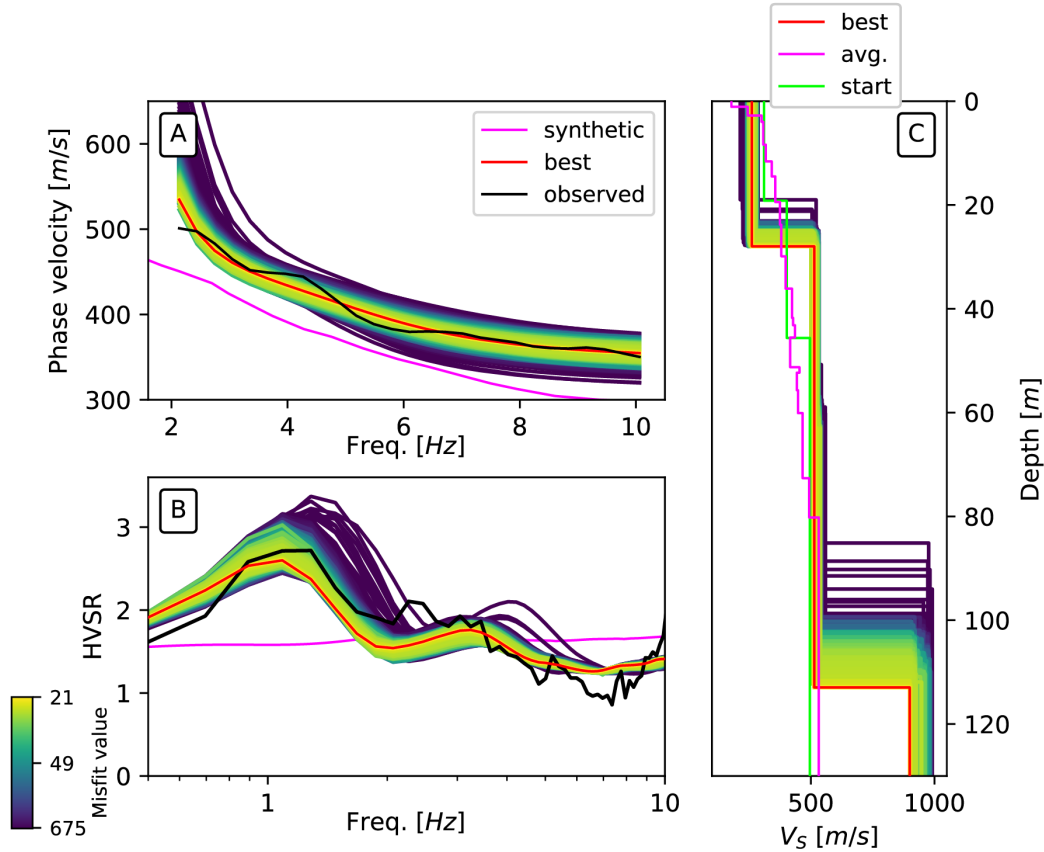 best
avg.
start
A
600
500
400
300
Phase velocity [m/s]
synthetic
best
observed
2 4 6 8 10
Freq. [Hz]
B
3
2
1
0
HVSR
1 10
Freq. [Hz]
21
49
675
Misfit value
C
0
20
40
60
80
100
120
Depth [m]
500 1000
V_S [m/s]